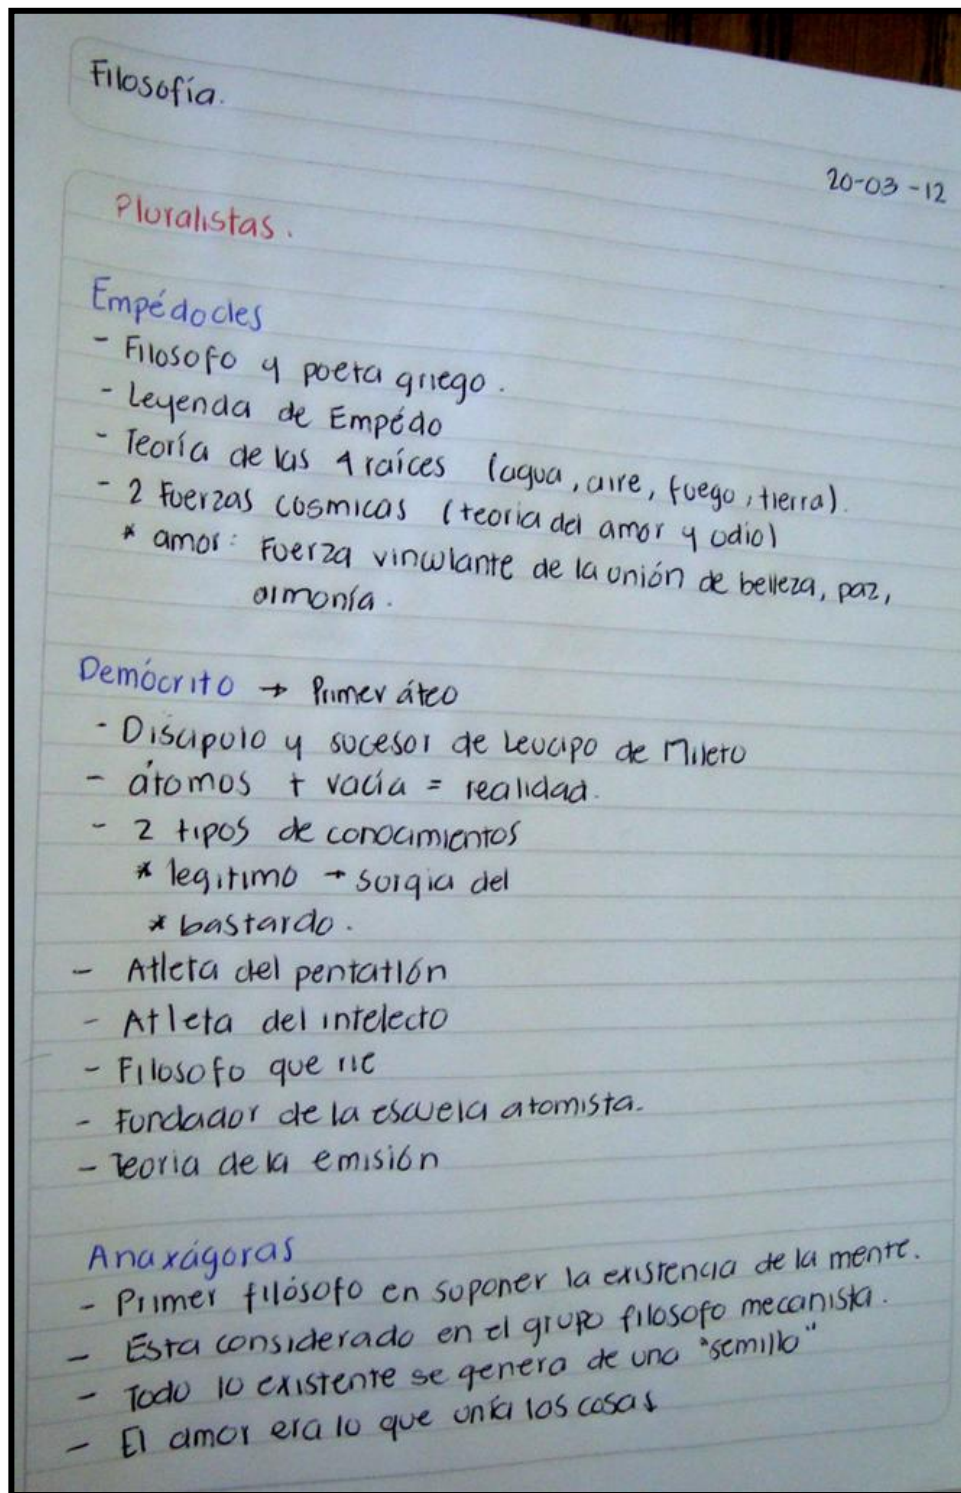 Filosofía.
20-03-12
Pluralistas.
Empédocles
- Filosofo y poeta griego.
- Leyenda de Empédo
- Teoría de las 4 raíces (agua, aire, fuego, tierra).
- 2 Fuerzas cosmicas (teoria del amor y odio)
* amor: Fuerza vinculante de la unión de belleza, paz,
armonía.
Demócrito → Primer áteo
- Discipulo y sucesor de Leucipo de Mileto
- átomos + vacía = realidad.
- 2 tipos de conocimientos
* legitimo → sorgia del
* bastardo.
- Atleta del pentatlón
- Atleta del intelecto
- Filosofo que rie
- Fundador de la escuela atomista.
- Teoria de la emisión
Anaxágoras
- Primer filósofo en suponer la existencia de la mente.
- Esta considerado en el grupo filosofo mecanista.
- Todo lo existente se genera de una "semilla"
- El amor era lo que unía las cosas